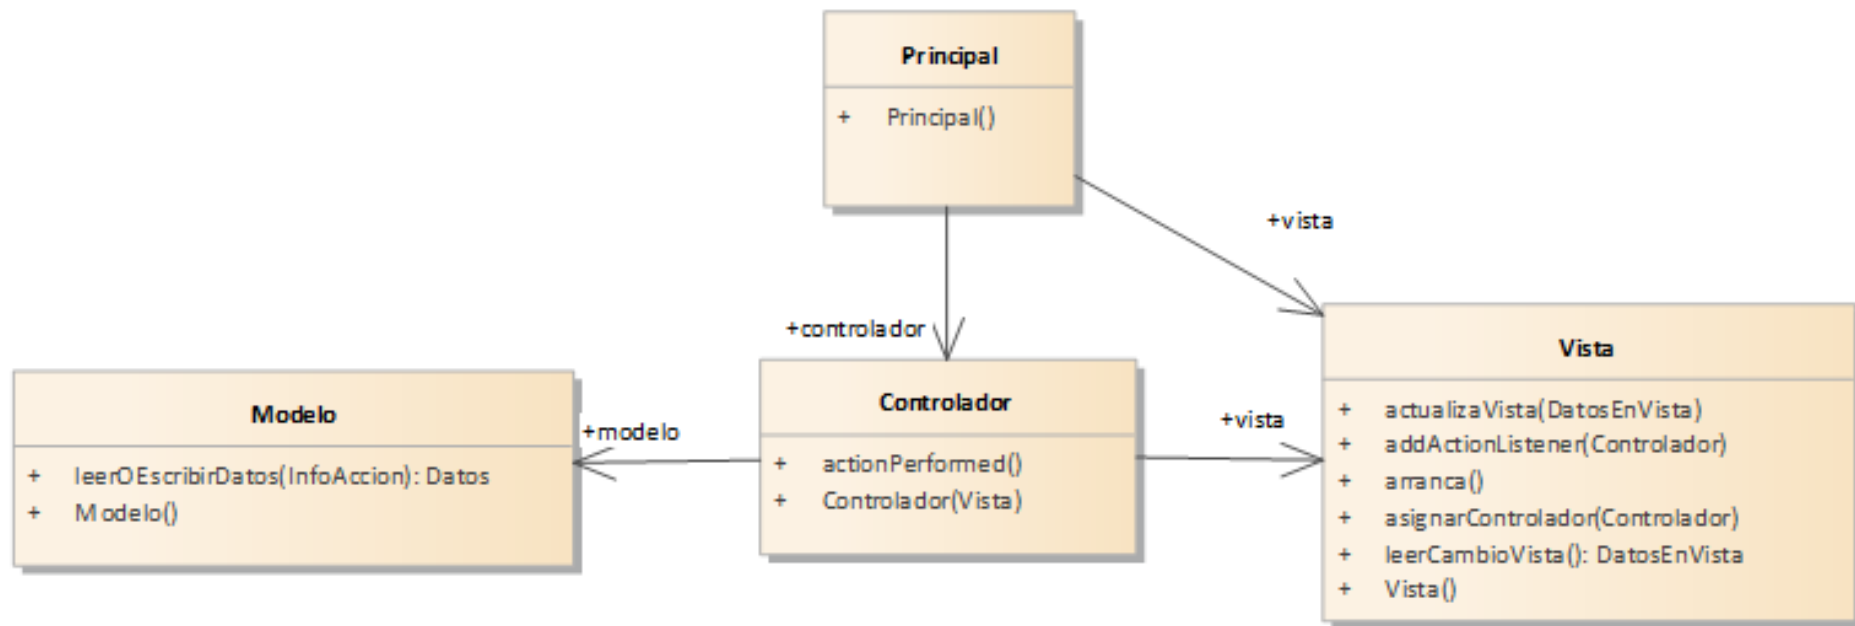 Principal
+ Principal()
+vista
+controlador
Modelo
+ leerOEscribirDatos(InfoAccion): Datos
+ Modelo()
+modelo
Controlador
+ actionPerformed()
+ Controlador(Vista)
+vista
Vista
+ actualizaVista(DatosEnVista)
+ addActionListener(Controlador)
+ arranca()
+ asignarControlador(Controlador)
+ leerCambioVista(): DatosEnVista
+ Vista()